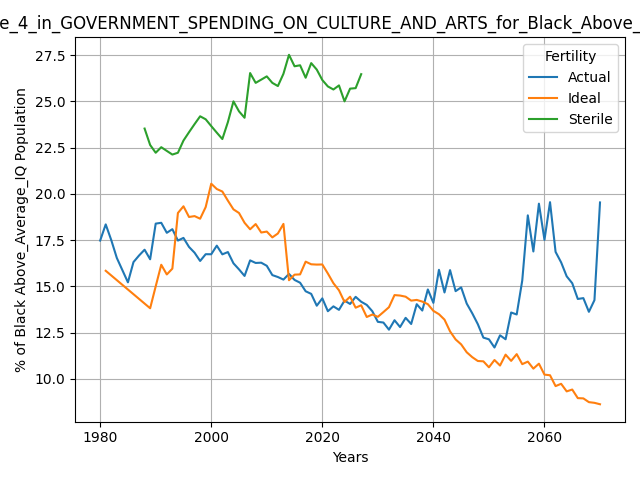 e_4_in_GOVERNMENT_SPENDING_ON_CULTURE_AND_ARTS_for_Black_Above_
27.5
25.0
22.5
20.0
17.5
15.0
12.5
10.0
% of Black Above_Average_IQ Population
Fertility
Actual
Ideal
Sterile
1980
2000
2020
2040
2060
Years